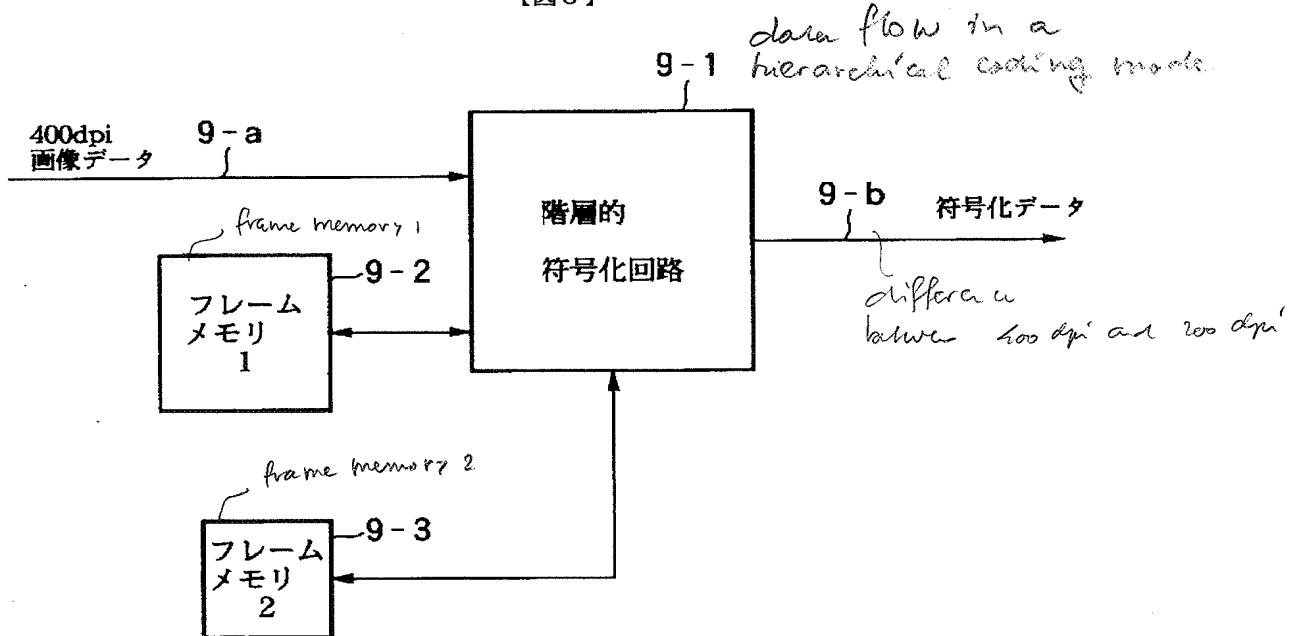 data flow in a
9-1 hierarchical coding mode
400dpi
画像データ
9-a
階層的
符号化回路
9-b
符号化データ
frame memory 1
9-2
フレーム
メモリ
1
difference
between 400 dpi and 200 dpi
frame memory 2
9-3
フレーム
メモリ
2